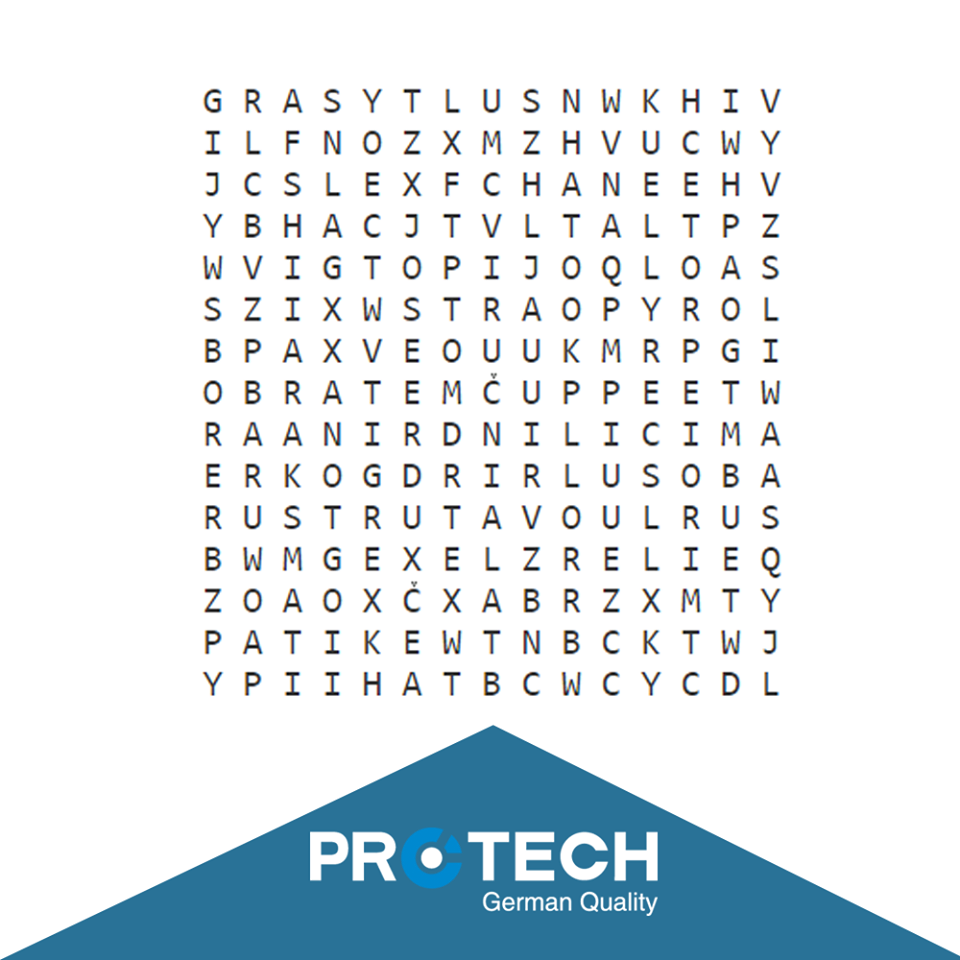 G R A S Y T L U S N W K H I V
I L F N O Z X M Z H V U C W Y
J C S L E X F C H A N E E H V
Y B H A C J T V L T A L T P Z
W V I G T O P I J O Q L O A S
S Z I X W S T R A O P Y R O L
B P A X V E O U U K M R P G I
O B R A T E M Č U P P E E T W
R A A N I R D N I L I C I M A
E R K O G D R I R L U S O B A
R U S T R U T A V O U L R U S
B W M G E X E L Z R E L I E Q
Z O A O X Č X A B R Z X M T Y
P A T I K E W T N B C K T W J
Y P I I H A T B C W C Y C D L
PROTECH
German Quality